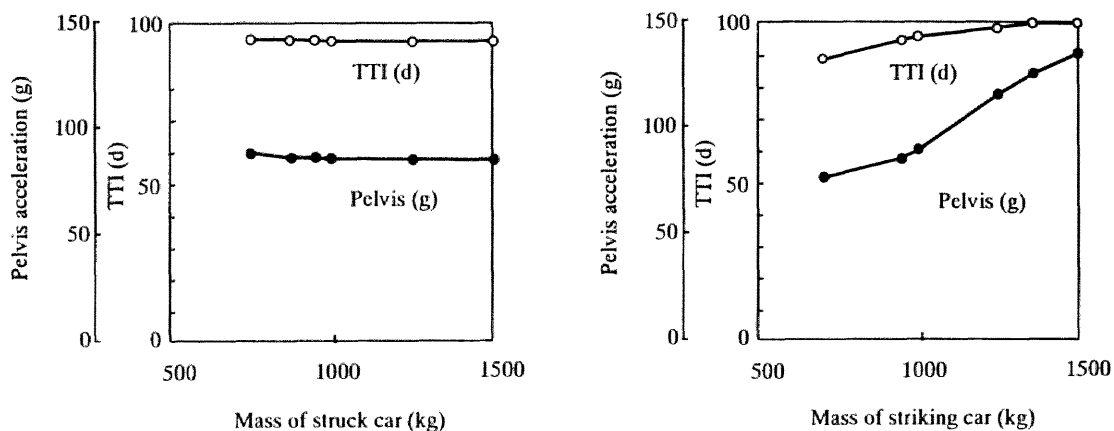 150
100
50
0
Pelvis acceleration (g)
100
50
0
TTI (d)
TTI (d)
Pelvis (g)
500 1000 1500
Mass of struck car (kg)
150
100
50
0
Pelvis acceleration (g)
100
50
0
TTI (d)
TTI (d)
Pelvis (g)
500 1000 1500
Mass of striking car (kg)